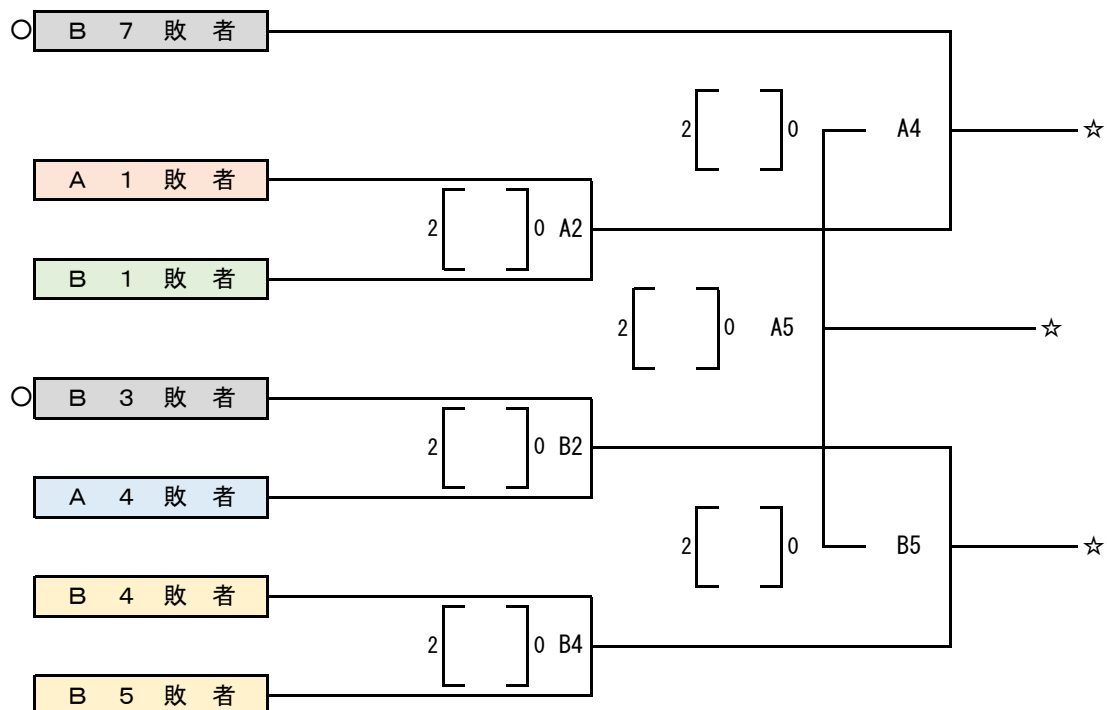 ○ B 7 敗 者
2 0 A4 ☆
A 1 敗 者
2 0 A2
B 1 敗 者
2 0 A5 ☆
○ B 3 敗 者
2 0 B2
A 4 敗 者
2 0 B5 ☆
B 4 敗 者
2 0 B4
B 5 敗 者